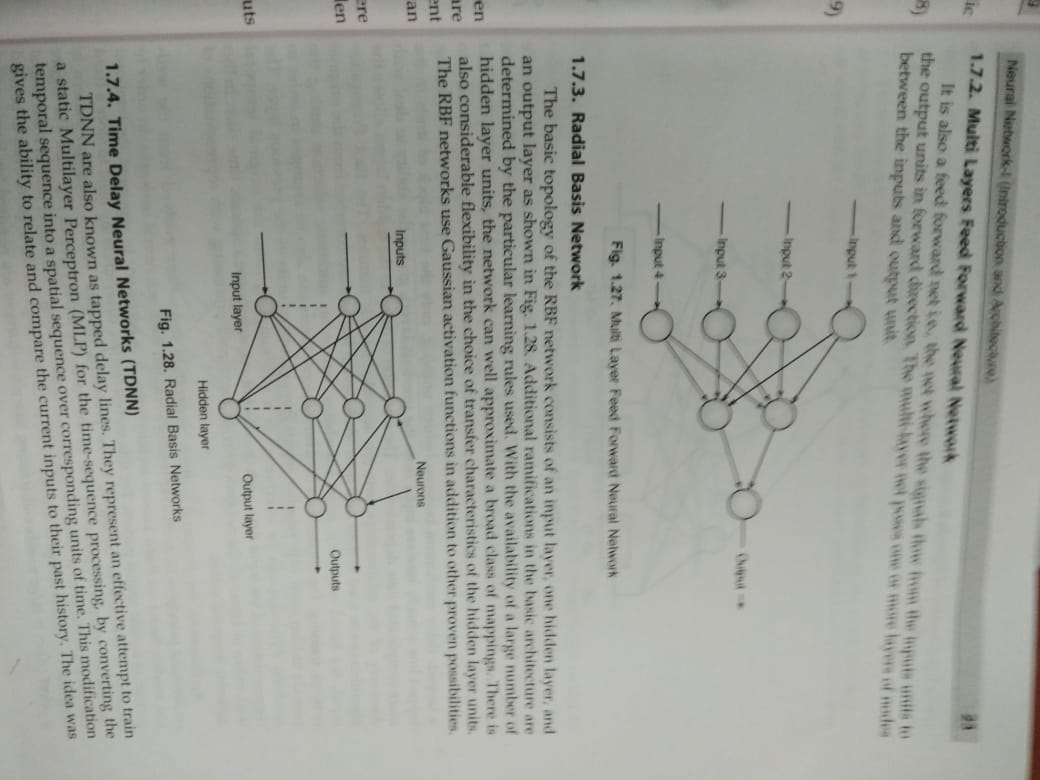 Neural Network-I (Introduction and Architecture)
1.7.2. Multi Layers Feed Forward Neural Network
It is also a feed forward net i.e., the net where the signals flow from the inputs units to
the output units in forward direction. The multi layer net posses one or more layers of nodes
between the inputs and output unit.
Input 1
Input 2
Input 3
Input 4
Output
Fig. 1.27. Multi Layer Feed Forward Neural Network
1.7.3. Radial Basis Network
The basic topology of the RBF network consists of an input layer, one hidden layer, and
an output layer as shown in Fig. 1.28. Additional ramifications in the basic architecture are
determined by the particular learning rules used. With the availability of a large number of
hidden layer units, the network can well approximate a broad class of mappings. There is
also considerable flexibility in the choice of transfer characteristics of the hidden layer units.
The RBF networks use Gaussian activation functions in addition to other proven possibilities.
Neurons
Inputs
Outputs
Input layer
Output layer
Hidden layer
Fig. 1.28. Radial Basis Networks
1.7.4. Time Delay Neural Networks (TDNN)
TDNN are also known as tapped delay lines. They represent an effective attempt to train
a static Multilayer Perceptron (MLP) for the time-sequence processing, by converting the
temporal sequence into a spatial sequence over corresponding units of time. This modification
gives the ability to relate and compare the current inputs to their past history. The idea was
ic
8)
9)
en
are
ent
an
ere
len
uts